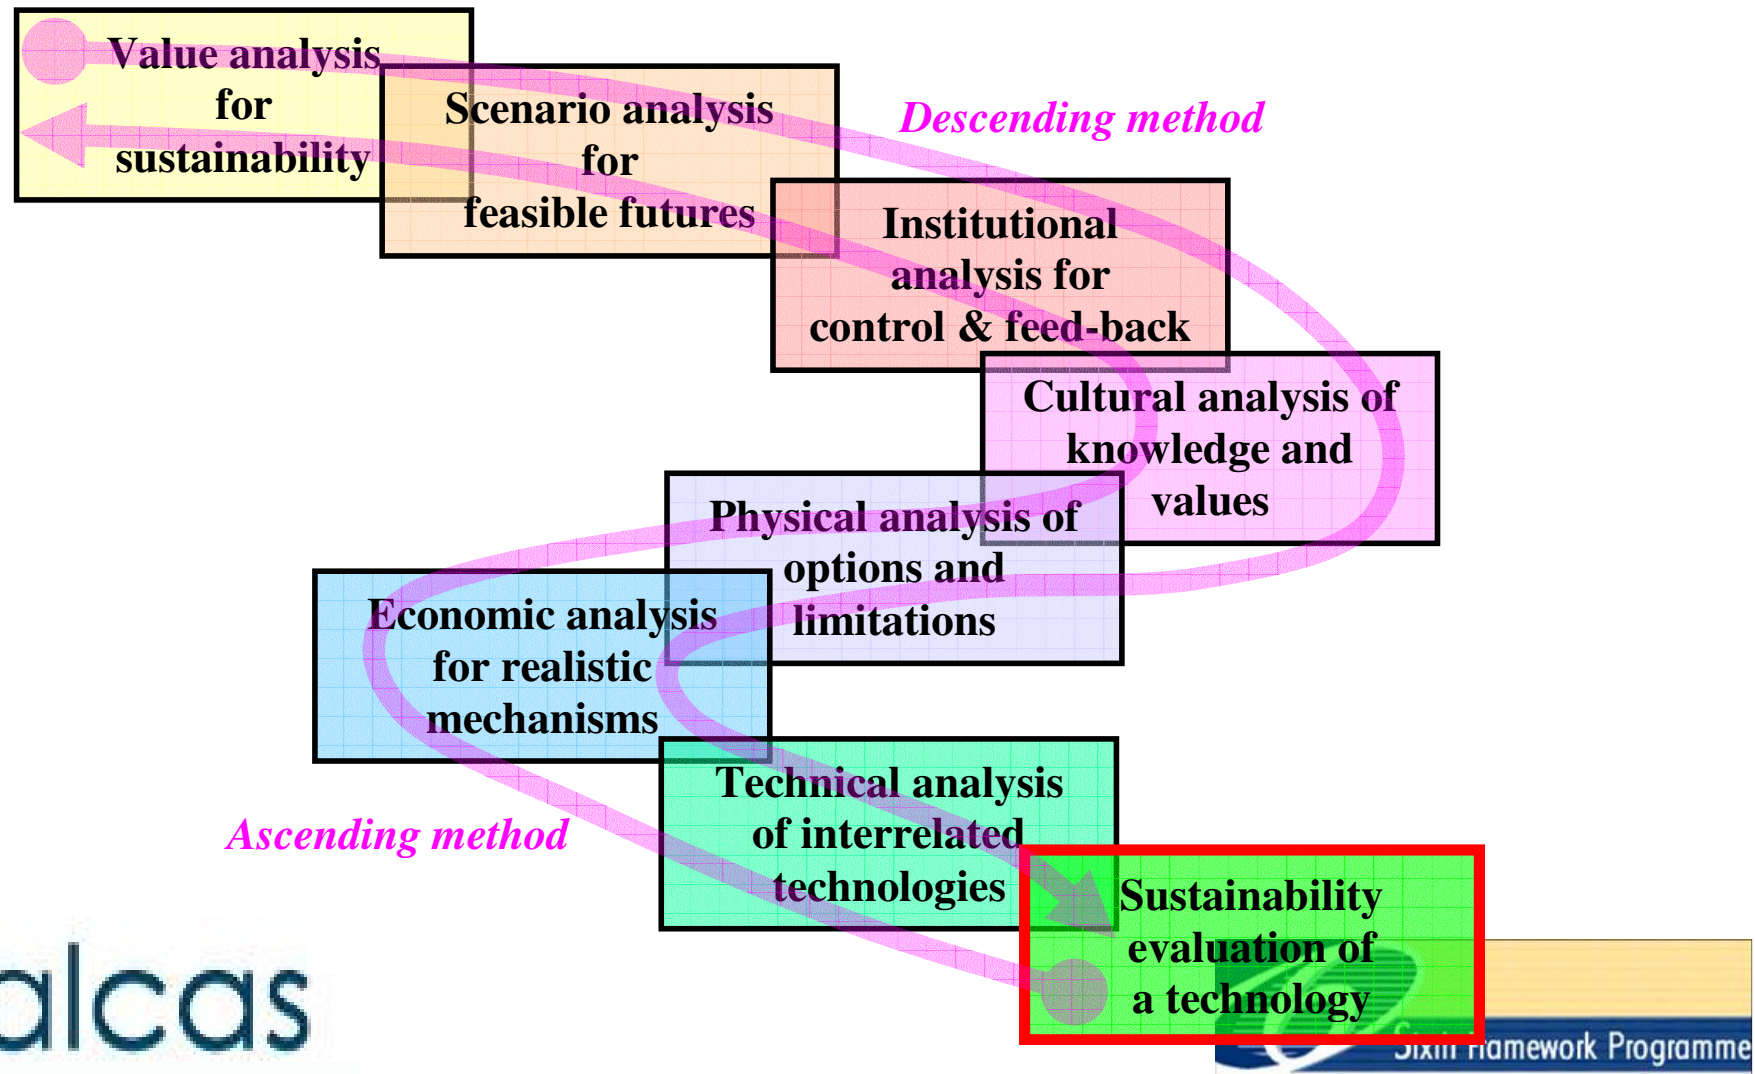 Value analysis
for
sustainability
Scenario analysis
for
feasible futures
Descending method
Institutional
analysis for
control & feed-back
Cultural analysis of
knowledge and
values
Physical analysis of
options and
limitations
Economic analysis
for realistic
mechanisms
Technical analysis
of interrelated
technologies
Ascending method
Sustainability
evaluation of
a technology
alcas
Sixth Framework Programme